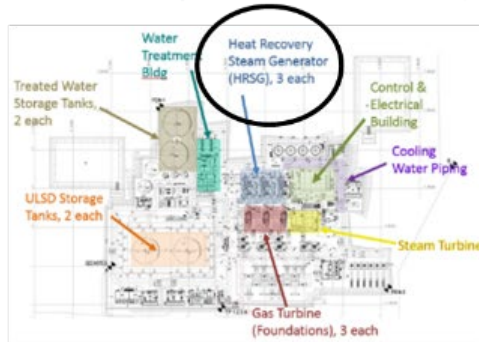 Water
Treatment
Bldg
Heat Recovery
Steam Generator
(HRSG), 3 each
Treated Water
Storage Tanks,
2 each
Control &
Electrical
Building
Cooling
Water Piping
ULSD Storage
Tanks, 2 each
Steam Turbine
Gas Turbine
(Foundations), 3 each